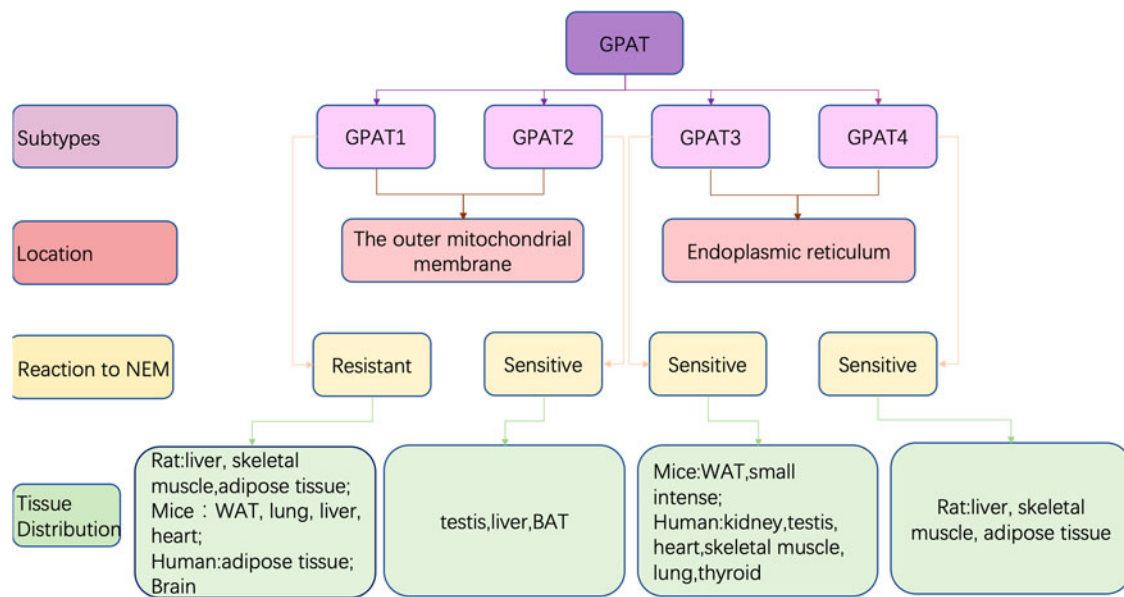 GPAT
Subtypes
GPAT1
GPAT2
GPAT3
GPAT4
Location
The outer mitochondrial
membrane
Endoplasmic reticulum
Reaction to NEM
Resistant
Sensitive
Sensitive
Sensitive
Tissue
Distribution
Rat:liver, skeletal
muscle,adipose tissue;
Mice：WAT, lung, liver,
heart;
Human:adipose tissue;
Brain
testis,liver,BAT
Mice:WAT,small
intense;
Human:kidney,testis,
heart,skeletal muscle,
lung,thyroid
Rat:liver, skeletal
muscle, adipose tissue